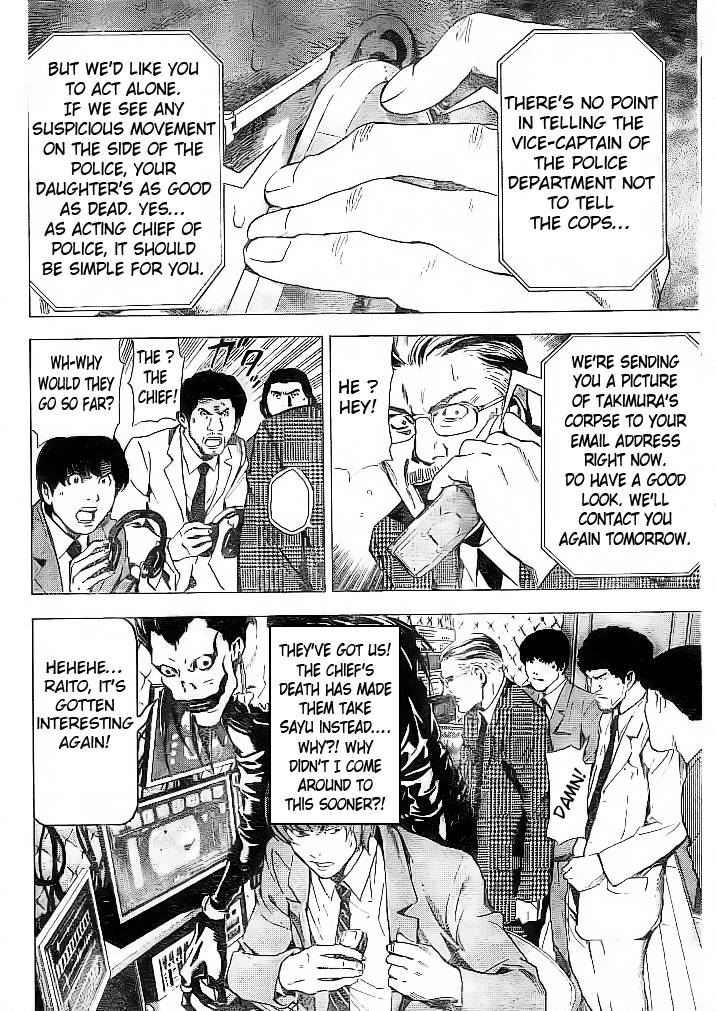 THERE'S NO POINT
IN TELLING THE
VICE-CAPTAIN OF
THE POLICE
DEPARTMENT NOT
TO TELL
THE COPS...
BUT WE'D LIKE YOU
TO ACT ALONE.
IF WE SEE ANY
SUSPICIOUS MOVEMENT
ON THE SIDE OF THE
POLICE, YOUR
DAUGHTER'S AS GOOD
AS DEAD. YES...
AS ACTING CHIEF OF
POLICE, IT SHOULD
BE SIMPLE FOR YOU.
WE'RE SENDING
YOU A PICTURE
OF TAKIMURA'S
CORPSE TO YOUR
EMAIL ADDRESS
RIGHT NOW.
DO HAVE A GOOD
LOOK. WE'LL
CONTACT YOU
AGAIN TOMORROW.
HE ?
HEY!
ガタ
THE ?
THE
CHIEF!
WH-WHY
WOULD THEY
GO SO FAR?
DAMN!
THEY'VE GOT US!
THE CHIEF'S
DEATH HAS MADE
THEM TAKE
SAYU INSTEAD....
WHY?! WHY
DIDN'T I COME
AROUND TO
THIS SOONER?!
HEHEHE...
RAITO, IT'S
GOTTEN
INTERESTING
AGAIN!